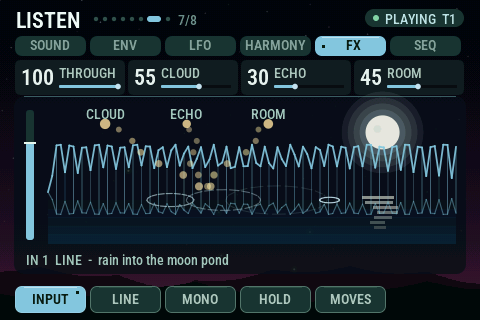 LISTEN 7/8 PLAYING T1
SOUND ENV LFO HARMONY FX SEQ
100 THROUGH 55 CLOUD 30 ECHO 45 ROOM
CLOUD ECHO ROOM
IN 1 LINE - rain into the moon pond
INPUT LINE MONO HOLD MOVES